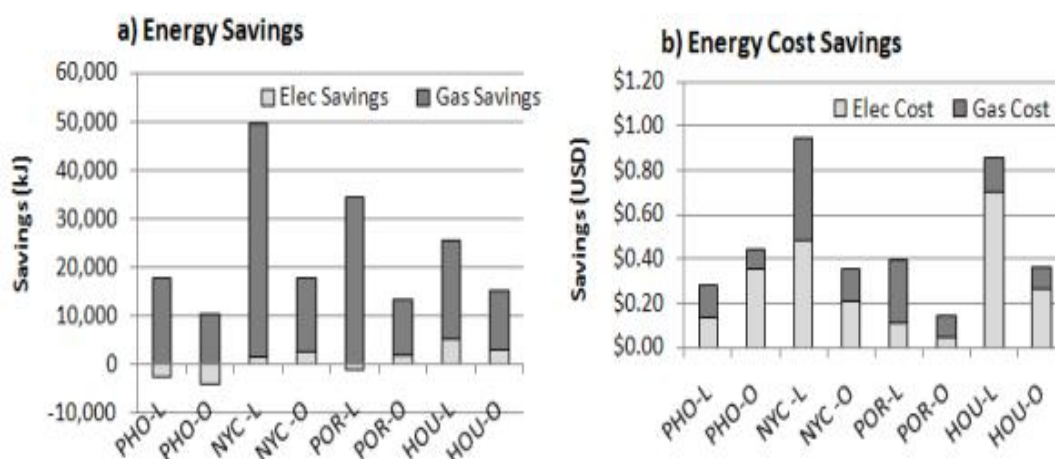 a) Energy Savings
60,000
50,000
40,000
30,000
20,000
10,000
0
-10,000
Savings (kJ)
Elec Savings
Gas Savings
PHO-L
PHO-O
NYC -L
NYC -O
POR-L
POR-O
HOU-L
HOU-O
b) Energy Cost Savings
$1.20
$1.00
$0.80
$0.60
$0.40
$0.20
$0.00
Savings (USD)
Elec Cost
Gas Cost
PHO-L
PHO-O
NYC -L
NYC-O
POR-L
POR-O
HOU-L
HOU-O